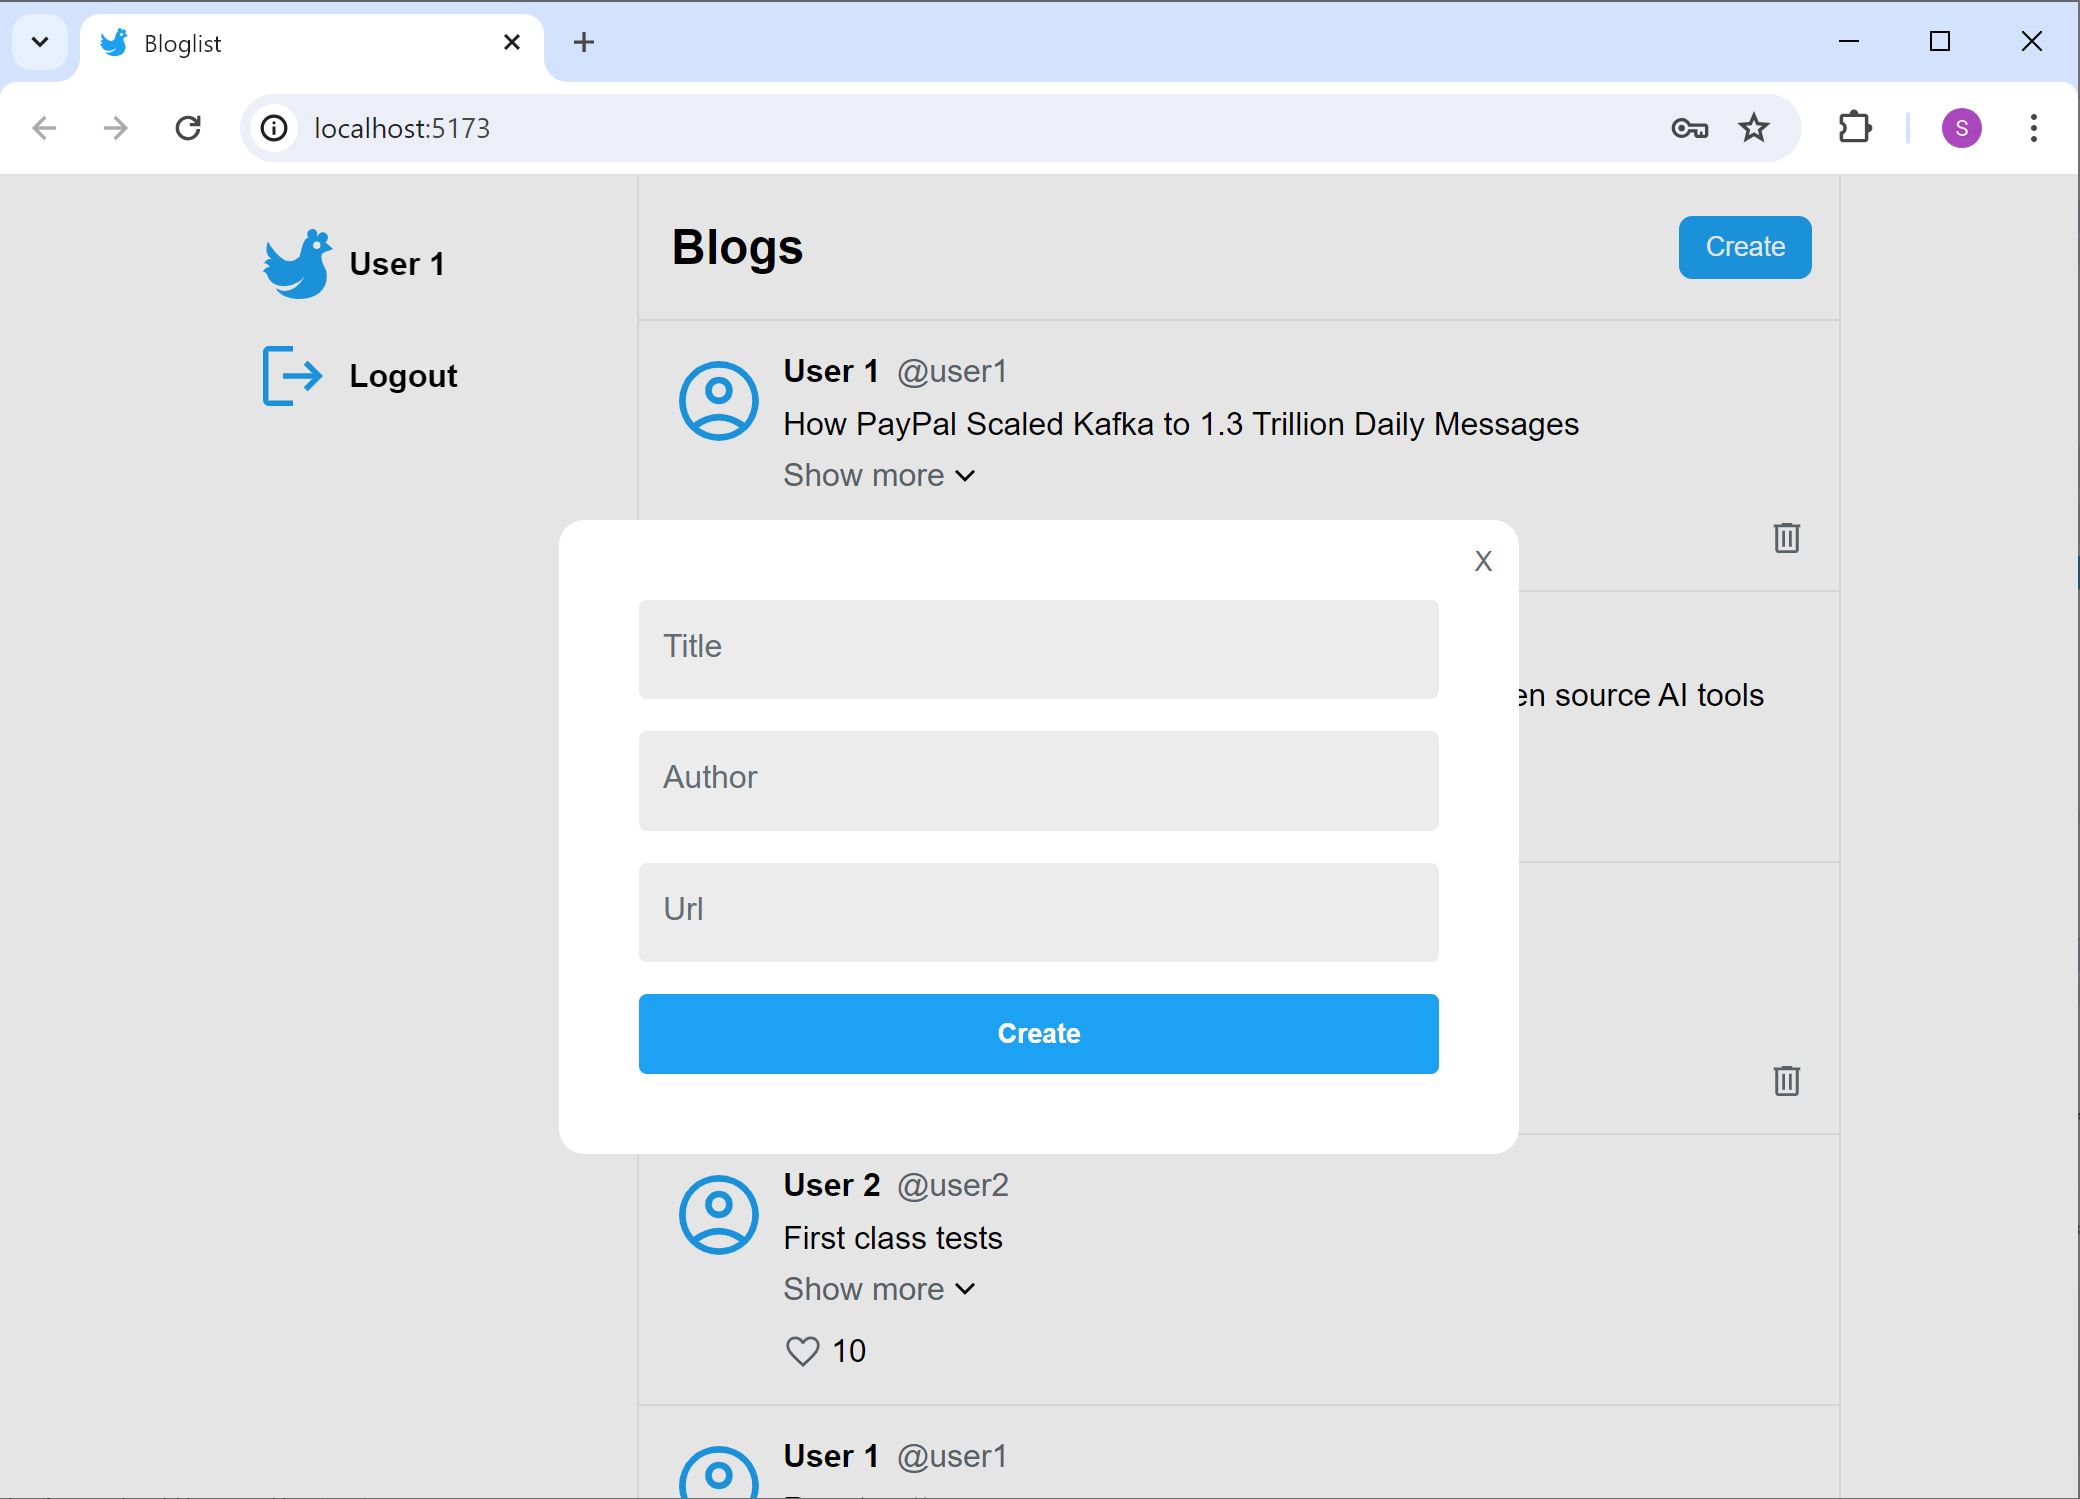 Bloglist
localhost:5173
S
User 1
Logout
Blogs
Create
User 1 @user1
How PayPal Scaled Kafka to 1.3 Trillion Daily Messages
Show more
X
Title
source AI tools
Author
Url
Create
User 2 @user2
First class tests
Show more
10
User 1 @user1